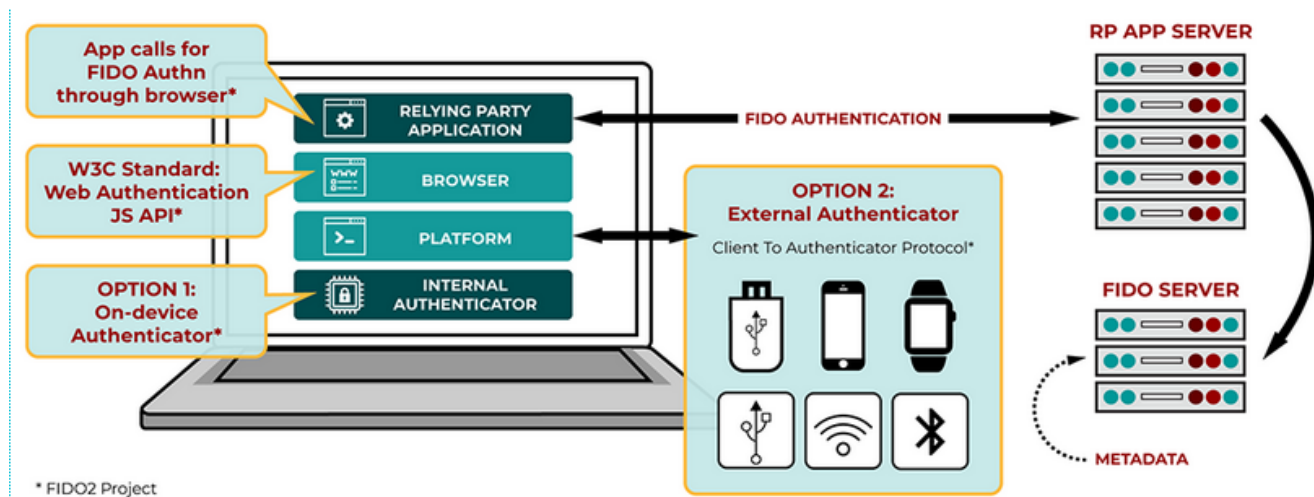 App calls for
FIDO Authn
through browser*
W3C Standard:
Web Authentication
JS API*
OPTION 1:
On-device
Authenticator*
RELYING PARTY
APPLICATION
WWW
BROWSER
PLATFORM
INTERNAL
AUTHENTICATOR
FIDO AUTHENTICATION
OPTION 2:
External Authenticator
Client To Authenticator Protocol*
RP APP SERVER
FIDO SERVER
METADATA
* FIDO2 Project